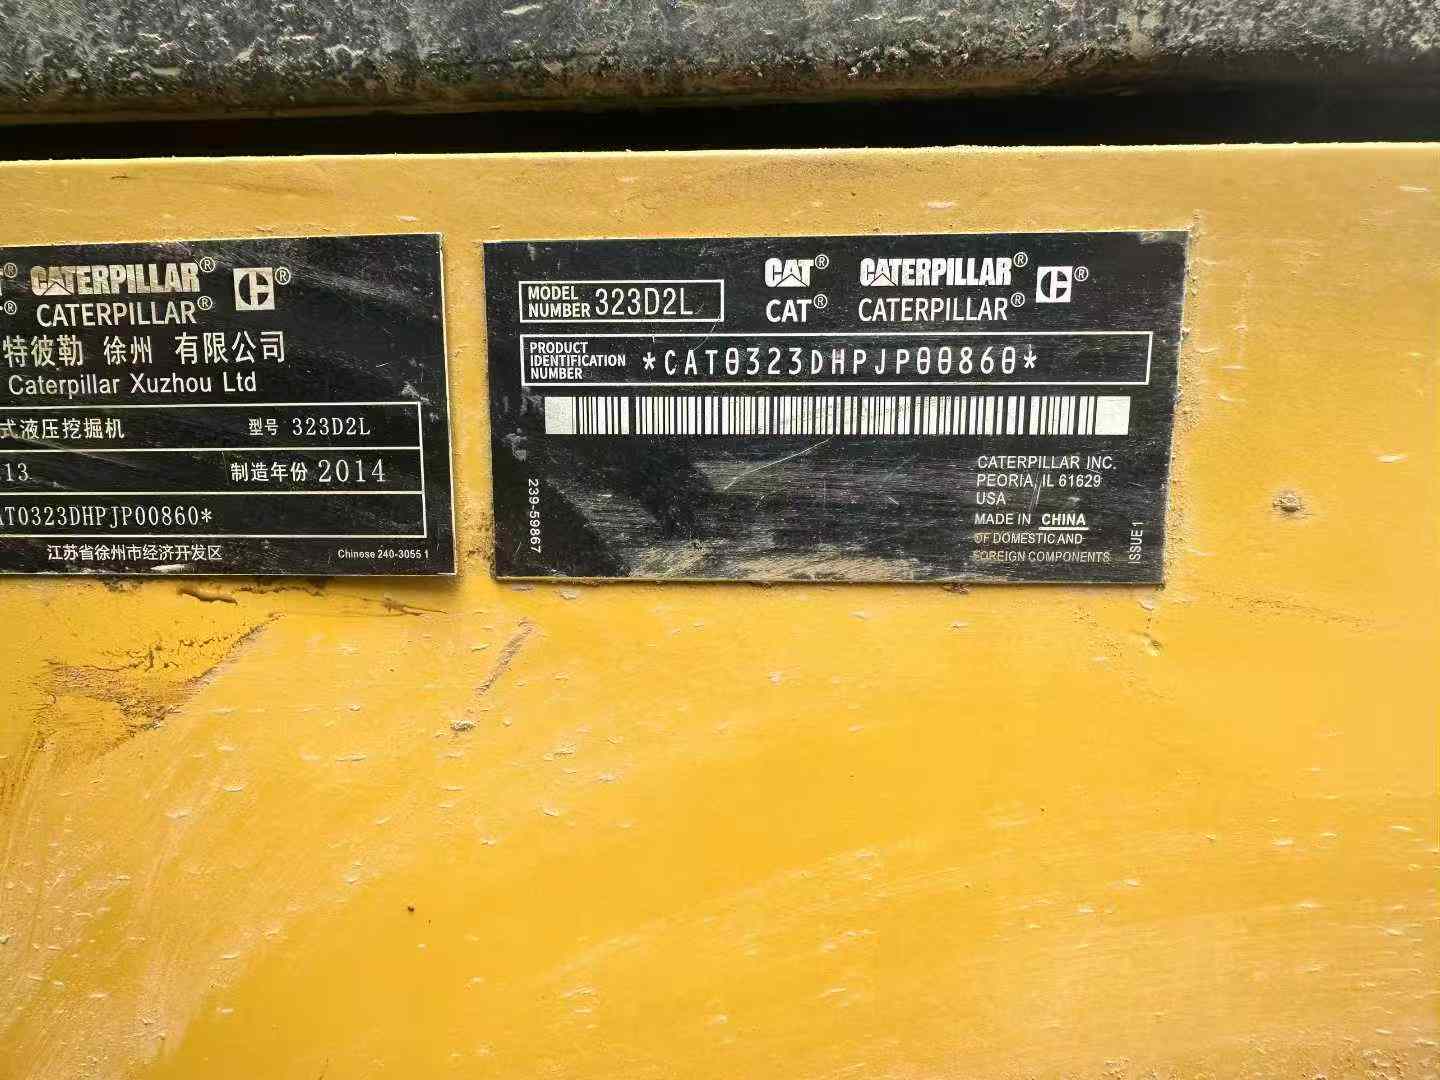 CATERPILLAR®
CATERPILLAR®
特彼勒 徐州 有限公司
Caterpillar Xuzhou Ltd
式液压挖掘机 型号 323D2L
13 制造年份 2014
AT0323DHPJP00860*
江苏省徐州市经济开发区
Chinese 240-3055 1
MODEL NUMBER 323D2L
CAT® CATERPILLAR®
CAT® CATERPILLAR®
PRODUCT IDENTIFICATION NUMBER *CAT0323DHPJP00860*
239-5986 7
CATERPILLAR INC.
PEORIA, IL 61629
USA
MADE IN CHINA
OF DOMESTIC AND
FOREIGN COMPONENTS
ISSUE 1